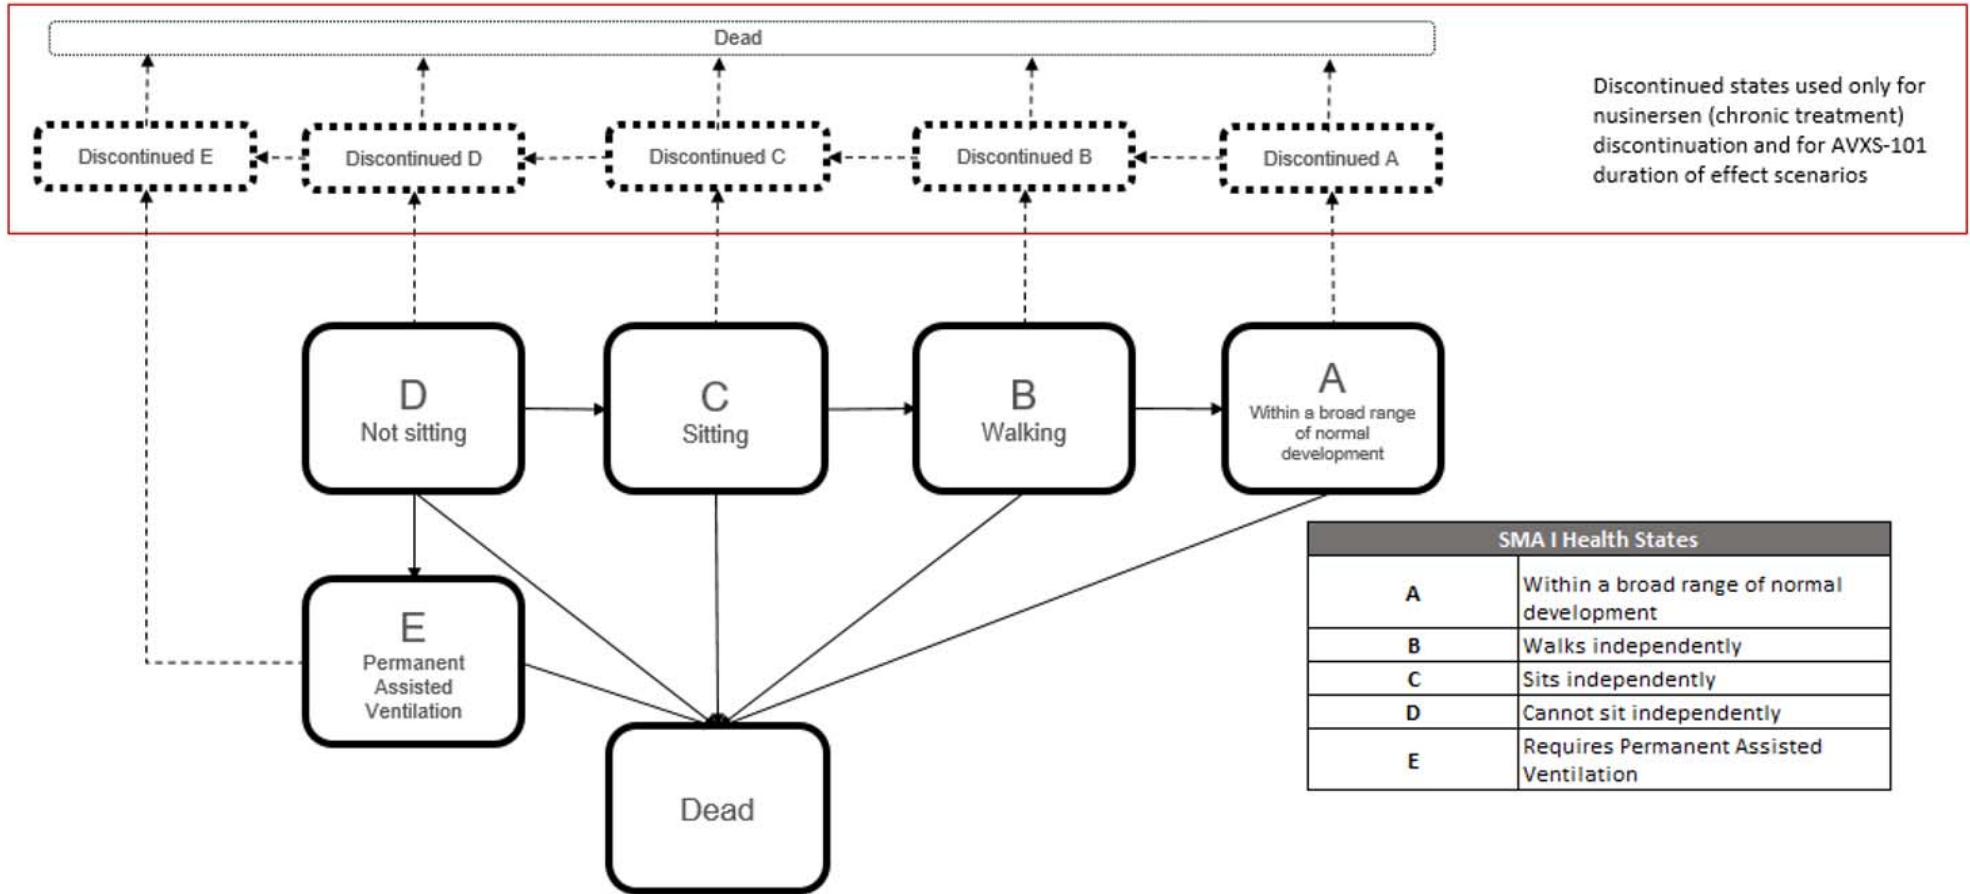 Dead
Discontinued E
Discontinued D
Discontinued C
Discontinued B
Discontinued A
Discontinued states used only for
nusinersen (chronic treatment)
discontinuation and for AVXS-101
duration of effect scenarios
D
Not sitting
C
Sitting
B
Walking
A
Within a broad range
of normal
development
E
Permanent
Assisted
Ventilation
Dead
SMA I Health States
A
Within a broad range of normal
development
B
Walks independently
C
Sits independently
D
Cannot sit independently
E
Requires Permanent Assisted
Ventilation